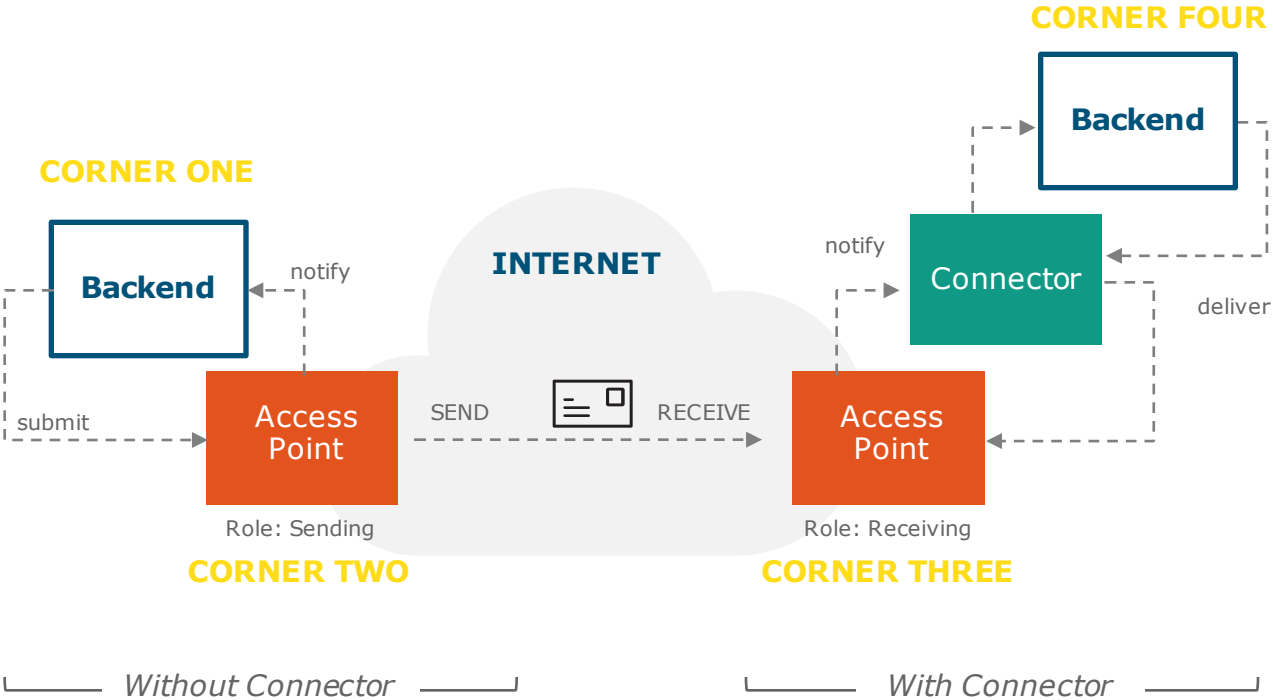 CORNER FOUR
Backend
CORNER ONE
notify
INTERNET
notify
Connector
Backend
deliver
submit
Access
Point
SEND
RECEIVE
Access
Point
Role: Sending
Role: Receiving
CORNER TWO
CORNER THREE
Without Connector
With Connector